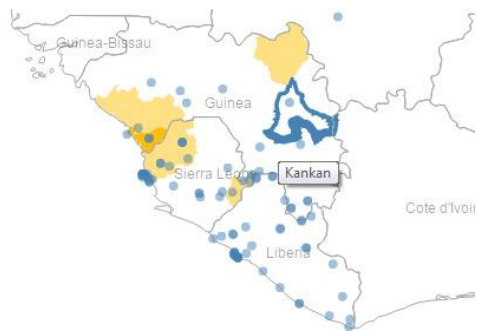 Guinea-Bissau
Guinea
Sierra Leone
Kankan
Cote d'Ivoir
Liberia